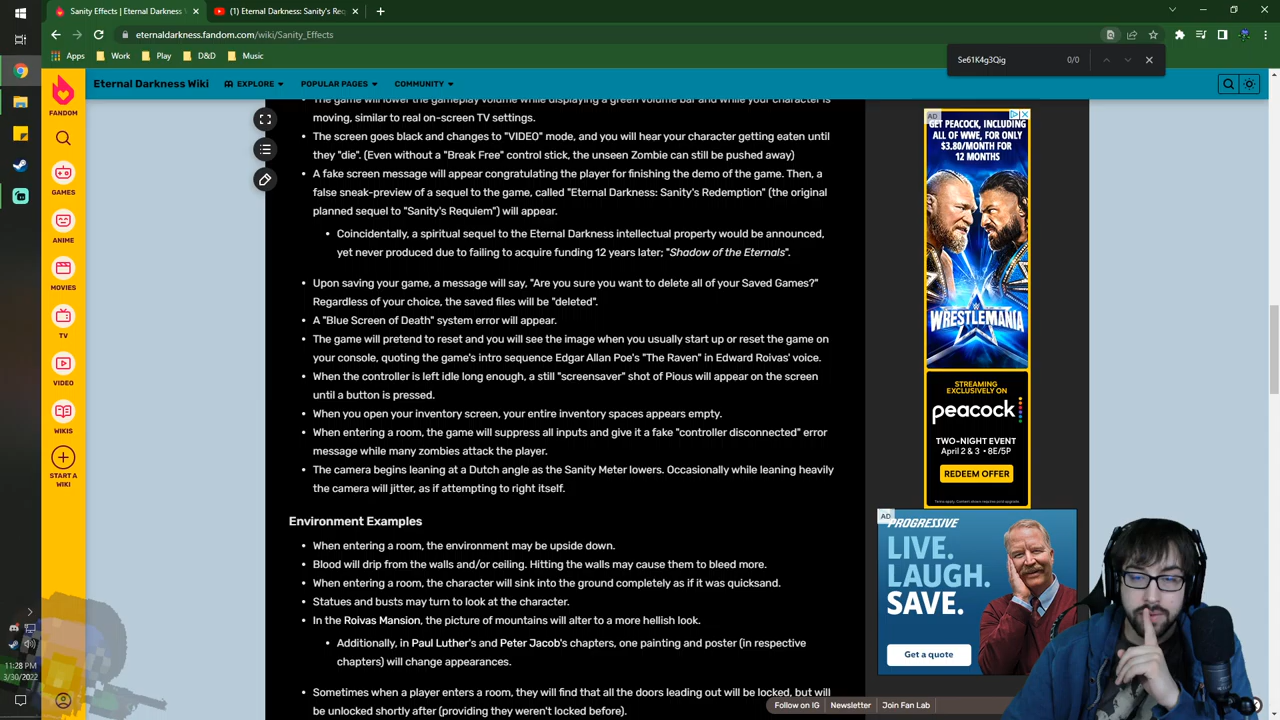 Sanity Effects
(1) Eternal Darkness: Sanity's Req
eternaldarkness.fandom.com/wiki/Sanity_Effects
Apps
Work
Play
D&D
Music
Se61K4g3Qig
0/0
FANDOM
GAMES
ANIME
MOVIES
TV
VIDEO
WIKIS
START A
WIKI
Eternal Darkness Wiki
EXPLORE
POPULAR PAGES
COMMUNITY
The game will lower the gameplay volume while displaying a green volume bar and while your character is
moving, similar to real on-screen TV settings.
The screen goes black and changes to "VIDEO" mode, and you will hear your character getting eaten until
they "die". (Even without a "Break Free" control stick, the unseen Zombie can still be pushed away)
A fake screen message will appear congratulating the player for finishing the demo of the game. Then, a
false sneak-preview of a sequel to the game, called "Eternal Darkness: Sanity's Redemption" (the original
planned sequel to "Sanity's Requiem") will appear.
Coincidentally, a spiritual sequel to the Eternal Darkness intellectual property would be announced,
yet never produced due to failing to acquire funding 12 years later; "Shadow of the Eternals".
Upon saving your game, a message will say, "Are you sure you want to delete all of your Saved Games?"
Regardless of your choice, the saved files will be "deleted".
A "Blue Screen of Death" system error will appear.
The game will pretend to reset and you will see the image when you usually start up or reset the game on
your console, quoting the game's intro sequence Edgar Allan Poe's "The Raven" in Edward Roivas' voice.
When the controller is left idle long enough, a still "screensaver" shot of Pious will appear on the screen
until a button is pressed.
When you open your inventory screen, your entire inventory spaces appears empty.
When entering a room, the game will suppress all inputs and give it a fake "controller disconnected" error
message while many zombies attack the player.
The camera begins leaning at a Dutch angle as the Sanity Meter lowers. Occasionally while leaning heavily
the camera will jitter, as if attempting to right itself.
Environment Examples
When entering a room, the environment may be upside down.
Blood will drip from the walls and/or ceiling. Hitting the walls may cause them to bleed more.
When entering a room, the character will sink into the ground completely as if it was quicksand.
Statues and busts may turn to look at the character.
In the Roivas Mansion, the picture of mountains will alter to a more hellish look.
Additionally, in Paul Luther's and Peter Jacob's chapters, one painting and poster (in respective
chapters) will change appearances.
Sometimes when a player enters a room, they will find that all the doors leading out will be locked, but will
be unlocked shortly after (providing they weren't locked before).
AD
GET PEACOCK, INCLUDING
ALL OF WWE, FOR ONLY
$3.80/MONTH FOR
12 MONTHS
WRESTLEMANIA
STREAMING
EXCLUSIVELY ON
peacock
TWO-NIGHT EVENT
April 2 & 3 • 8E/5P
REDEEM OFFER
AD
PROGRESSIVE
LIVE.
LAUGH.
SAVE.
Get a quote
Follow on IG
Newsletter
Join Fan Lab
11:28 PM
3/30/2022